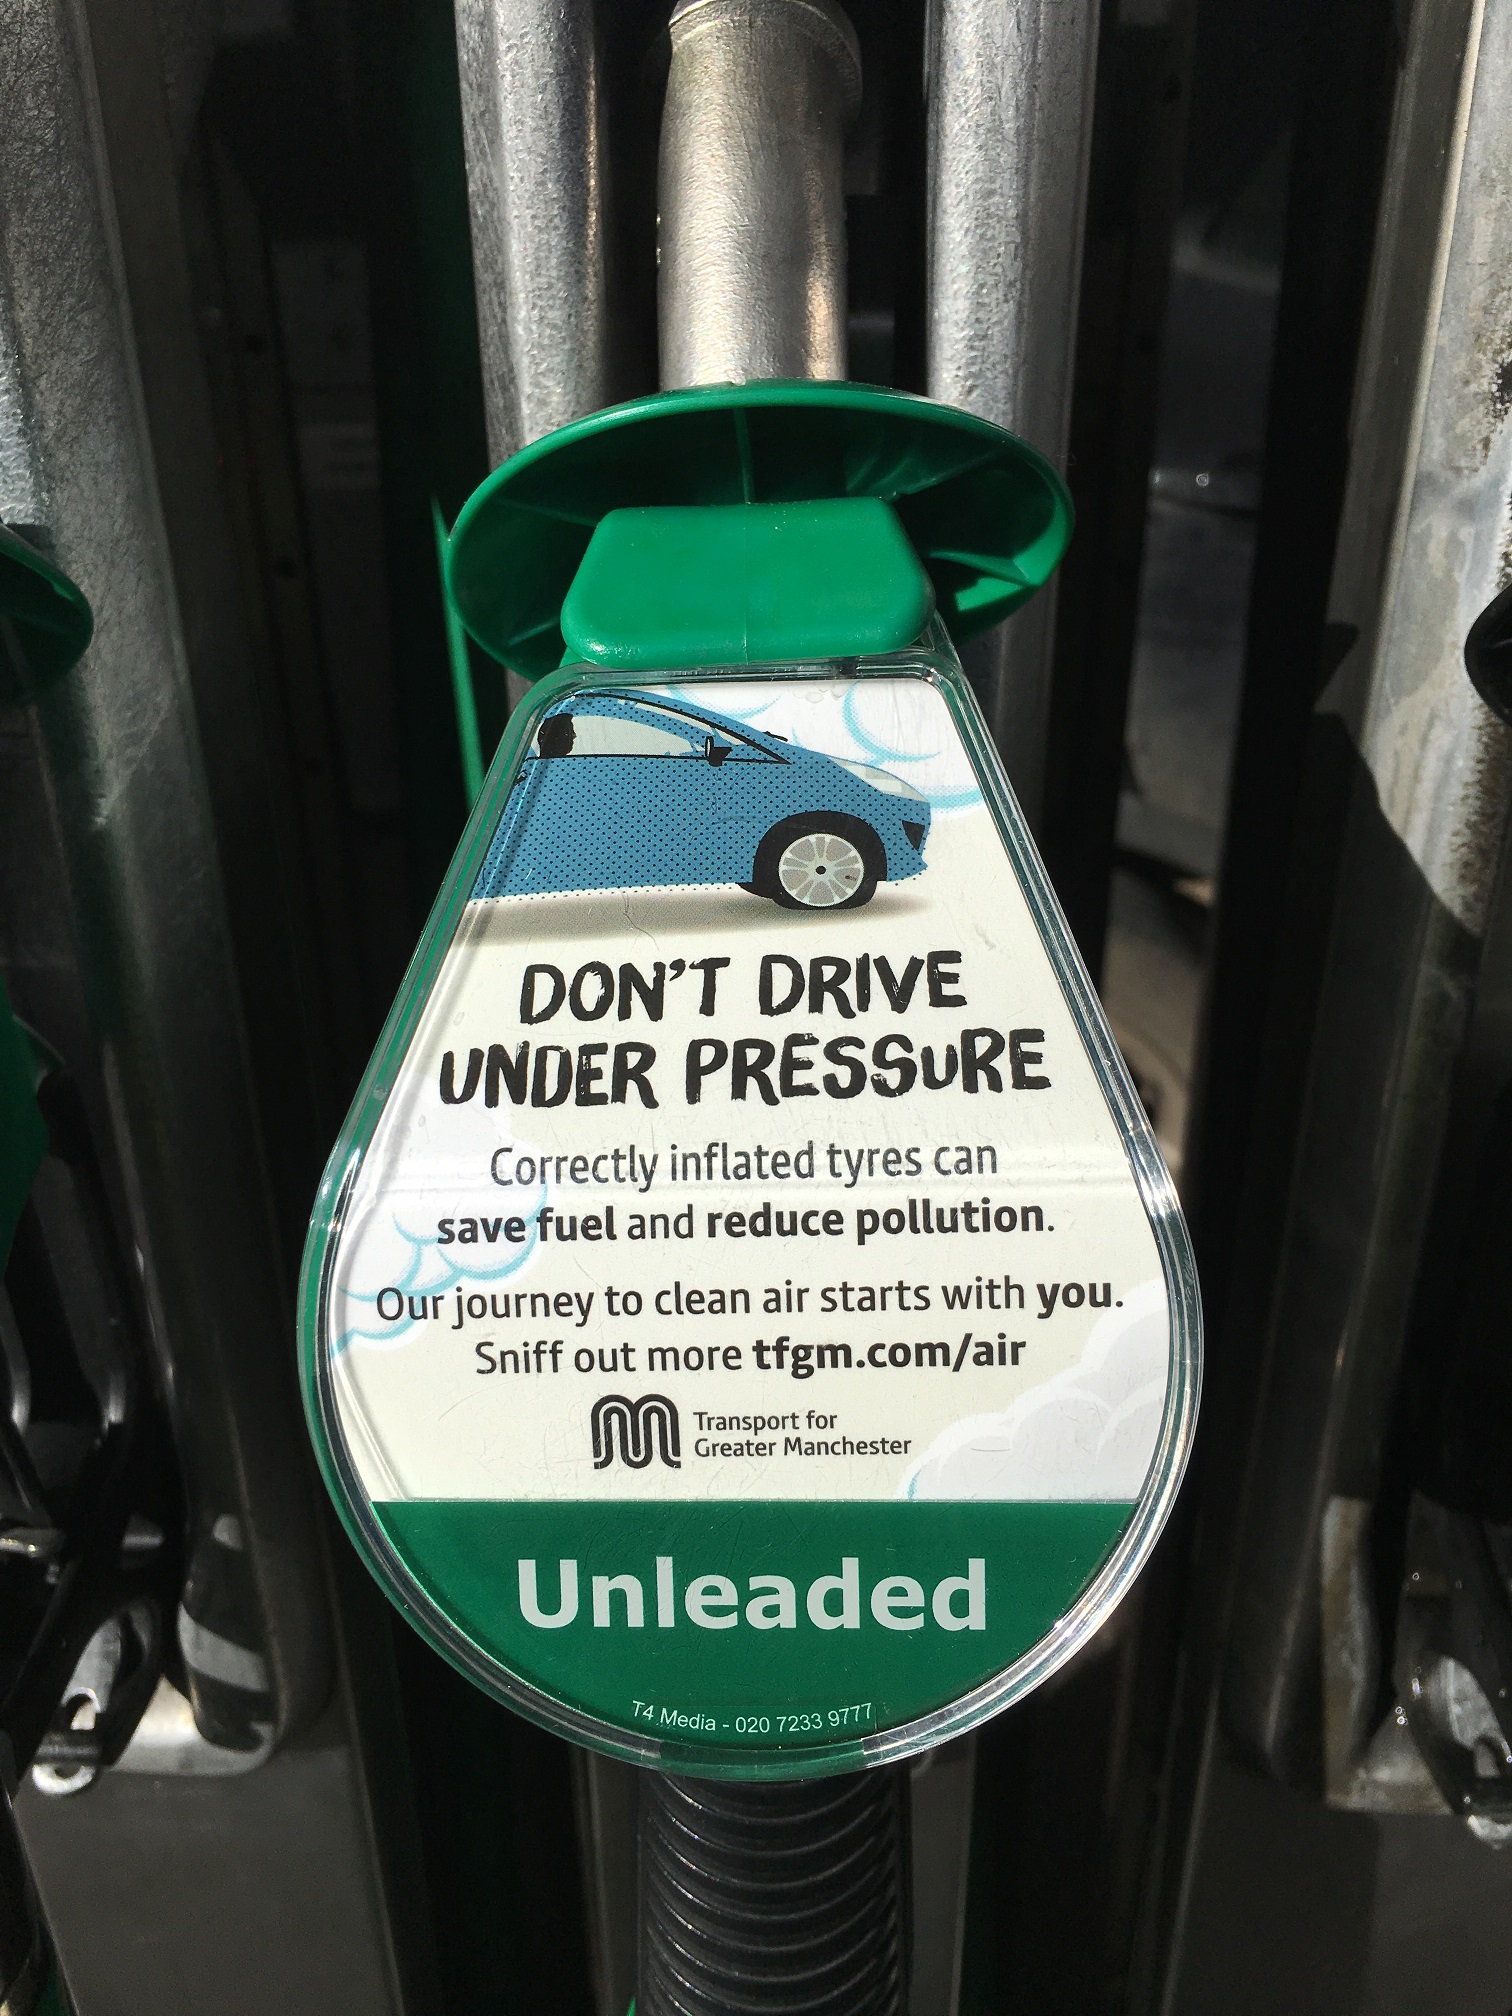 DON'T DRIVE
UNDER PRESSuRE
Correctly inflated tyres can
save fuel and reduce pollution.
Our journey to clean air starts with you.
Sniff out more tfgm.com/air
Transport for
Greater Manchester
Unleaded
T4 Media - 020 7233 9777